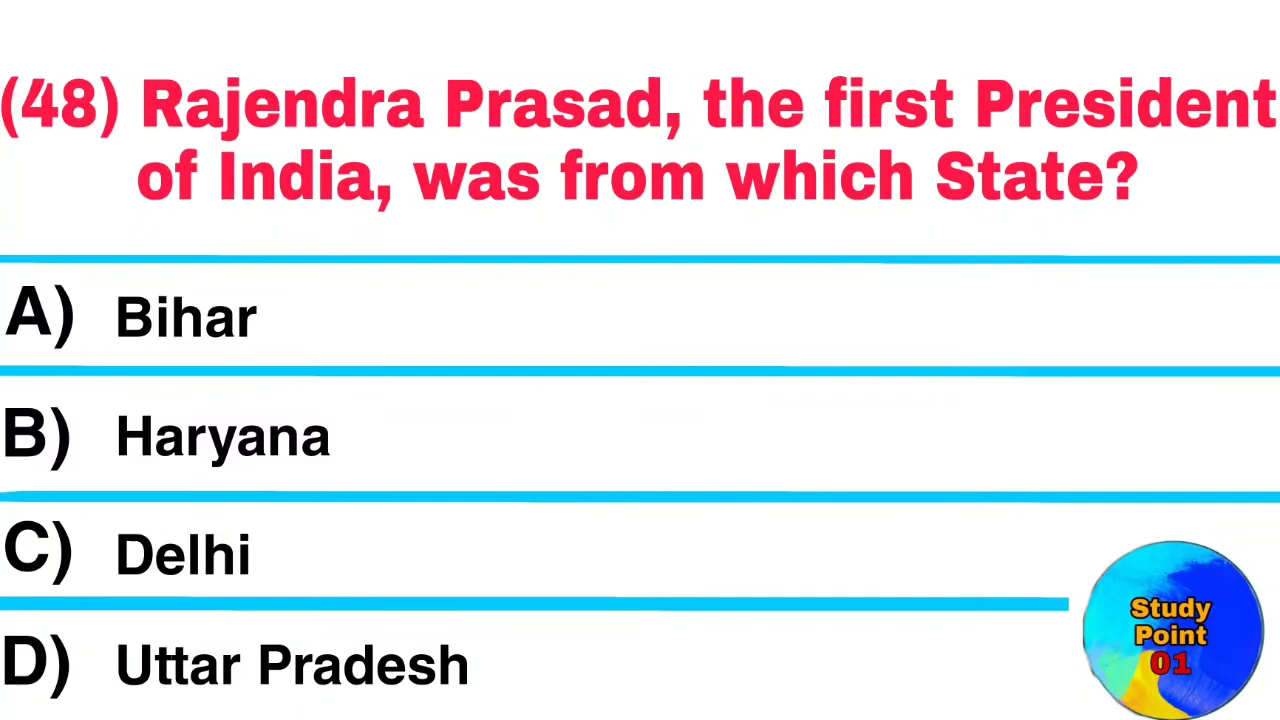 (48) Rajendra Prasad, the first President
of India, was from which State?
A) Bihar
B) Haryana
C) Delhi
D) Uttar Pradesh
Study
Point
01